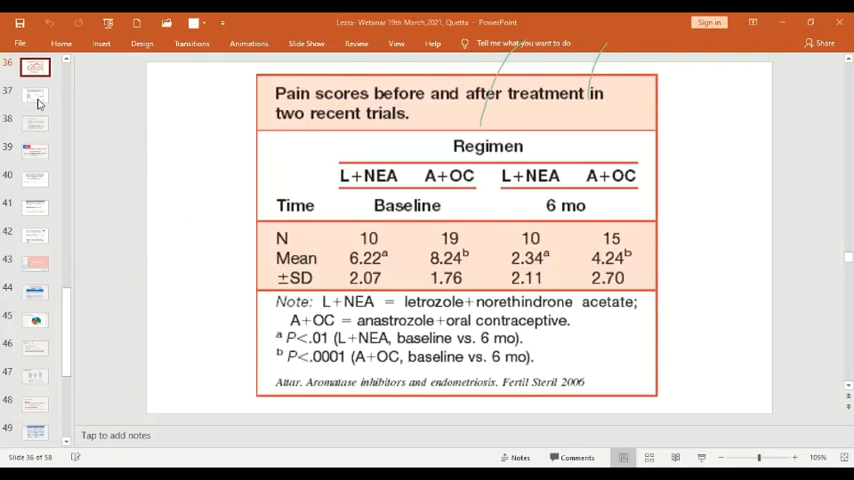 Lezra- Webinar 19th March,2021, Quetta - PowerPoint
Sign in
File Home Insert Design Transitions Animations Slide Show Review View Help Tell me what you want to do Share
36
37
38
39
40
41
42
43
44
45
46
47
48
49
Pain scores before and after treatment in
two recent trials.
Regimen
L+NEA A+OC L+NEA A+OC
Time Baseline 6 mo
N 10 19 10 15
Mean 6.22a 8.24b 2.34a 4.24b
±SD 2.07 1.76 2.11 2.70
Note: L+NEA = letrozole+norethindrone acetate;
A+OC = anastrozole+oral contraceptive.
a P<.01 (L+NEA, baseline vs. 6 mo).
b P<.0001 (A+OC, baseline vs. 6 mo).
Attar. Aromatase inhibitors and endometriosis. Fertil Steril 2006
Tap to add notes
Slide 36 of 58 Notes Comments 105%